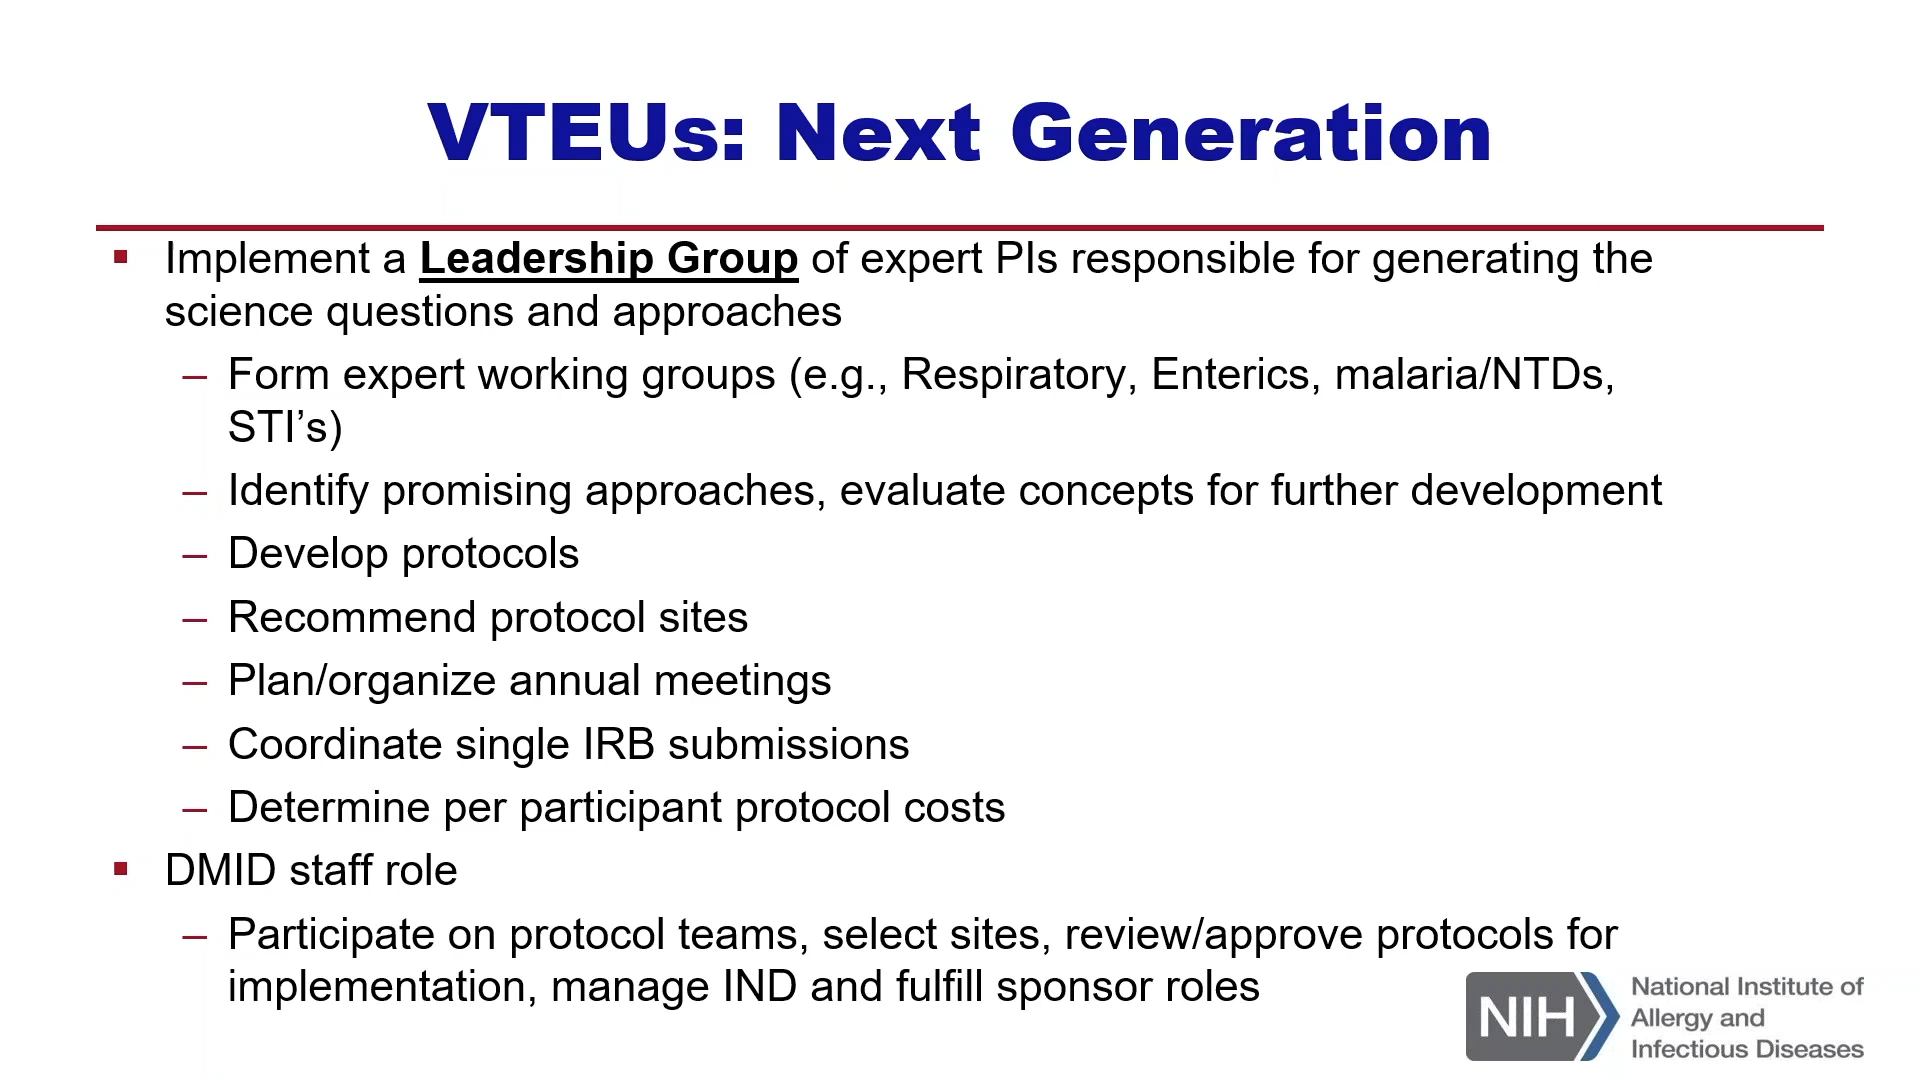 VTEUs: Next Generation
▪ Implement a Leadership Group of expert PIs responsible for generating the
science questions and approaches
– Form expert working groups (e.g., Respiratory, Enterics, malaria/NTDs,
STI’s)
– Identify promising approaches, evaluate concepts for further development
– Develop protocols
– Recommend protocol sites
– Plan/organize annual meetings
– Coordinate single IRB submissions
– Determine per participant protocol costs
▪ DMID staff role
– Participate on protocol teams, select sites, review/approve protocols for
implementation, manage IND and fulfill sponsor roles
NIH
National Institute of
Allergy and
Infectious Diseases